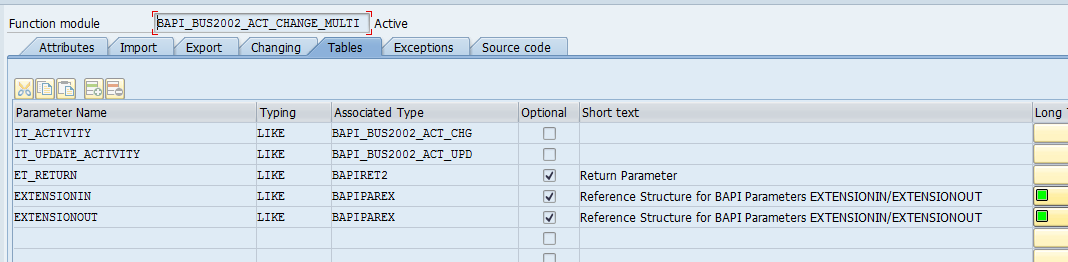 Function module BAPI_BUS2002_ACT_CHANGE_MULTI Active
Attributes Import Export Changing Tables Exceptions Source code
Parameter Name Typing Associated Type Optional Short text Long
IT_ACTIVITY LIKE BAPI_BUS2002_ACT_CHG
IT_UPDATE_ACTIVITY LIKE BAPI_BUS2002_ACT_UPD
ET_RETURN LIKE BAPIRET2 Return Parameter
EXTENSIONIN LIKE BAPIPAREX Reference Structure for BAPI Parameters EXTENSIONIN/EXTENSIONOUT
EXTENSIONOUT LIKE BAPIPAREX Reference Structure for BAPI Parameters EXTENSIONIN/EXTENSIONOUT